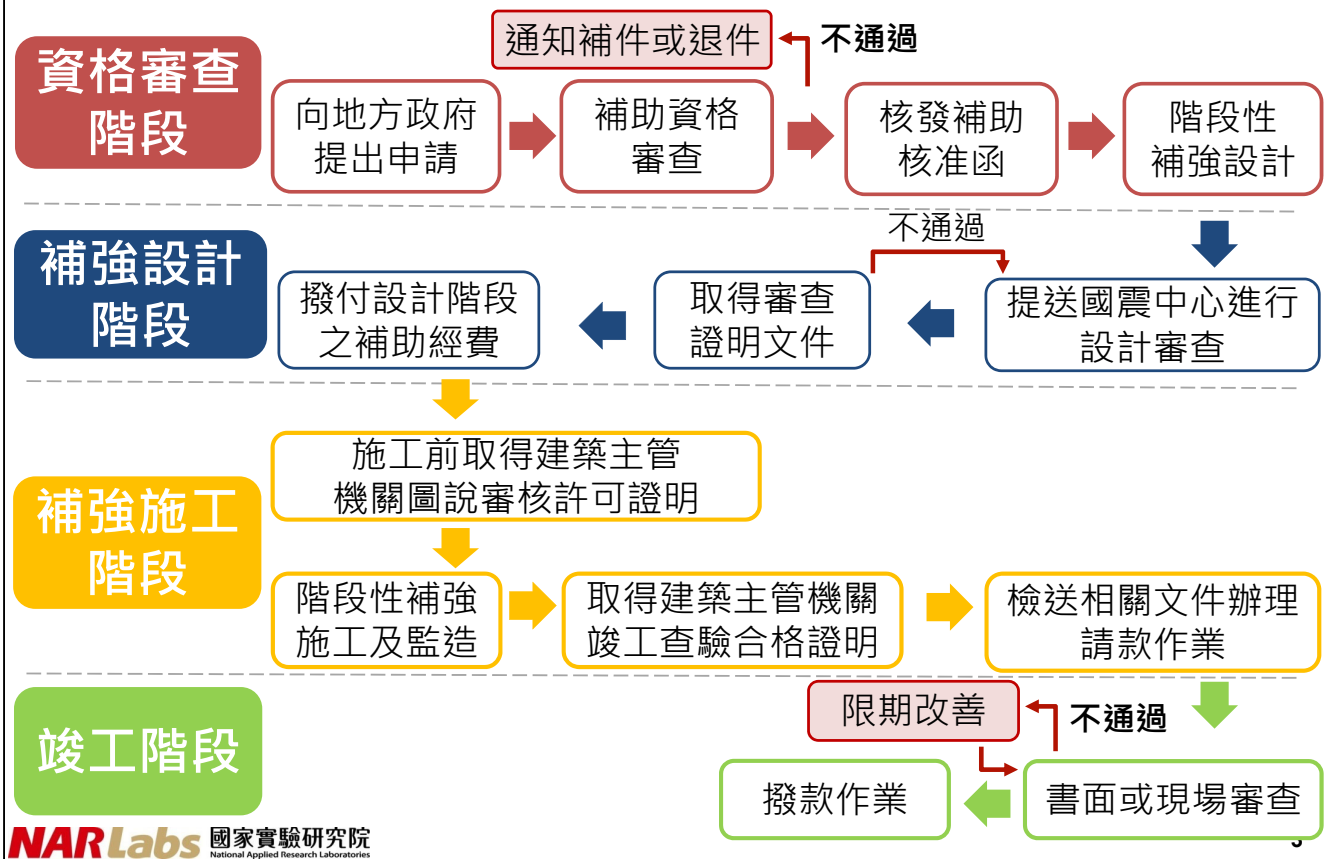 通知補件或退件
不通過
資格審查
階段
向地方政府
提出申請
補助資格
審查
核發補助
核准函
階段性
補強設計
不通過
補強設計
階段
撥付設計階段
之補助經費
取得審查
證明文件
提送國震中心進行
設計審查
施工前取得建築主管
機關圖說審核許可證明
補強施工
階段
階段性補強
施工及監造
取得建築主管機關
竣工查驗合格證明
檢送相關文件辦理
請款作業
限期改善
不通過
竣工階段
撥款作業
書面或現場審查
NARLabs 國家實驗研究院
National Applied Research Laboratories